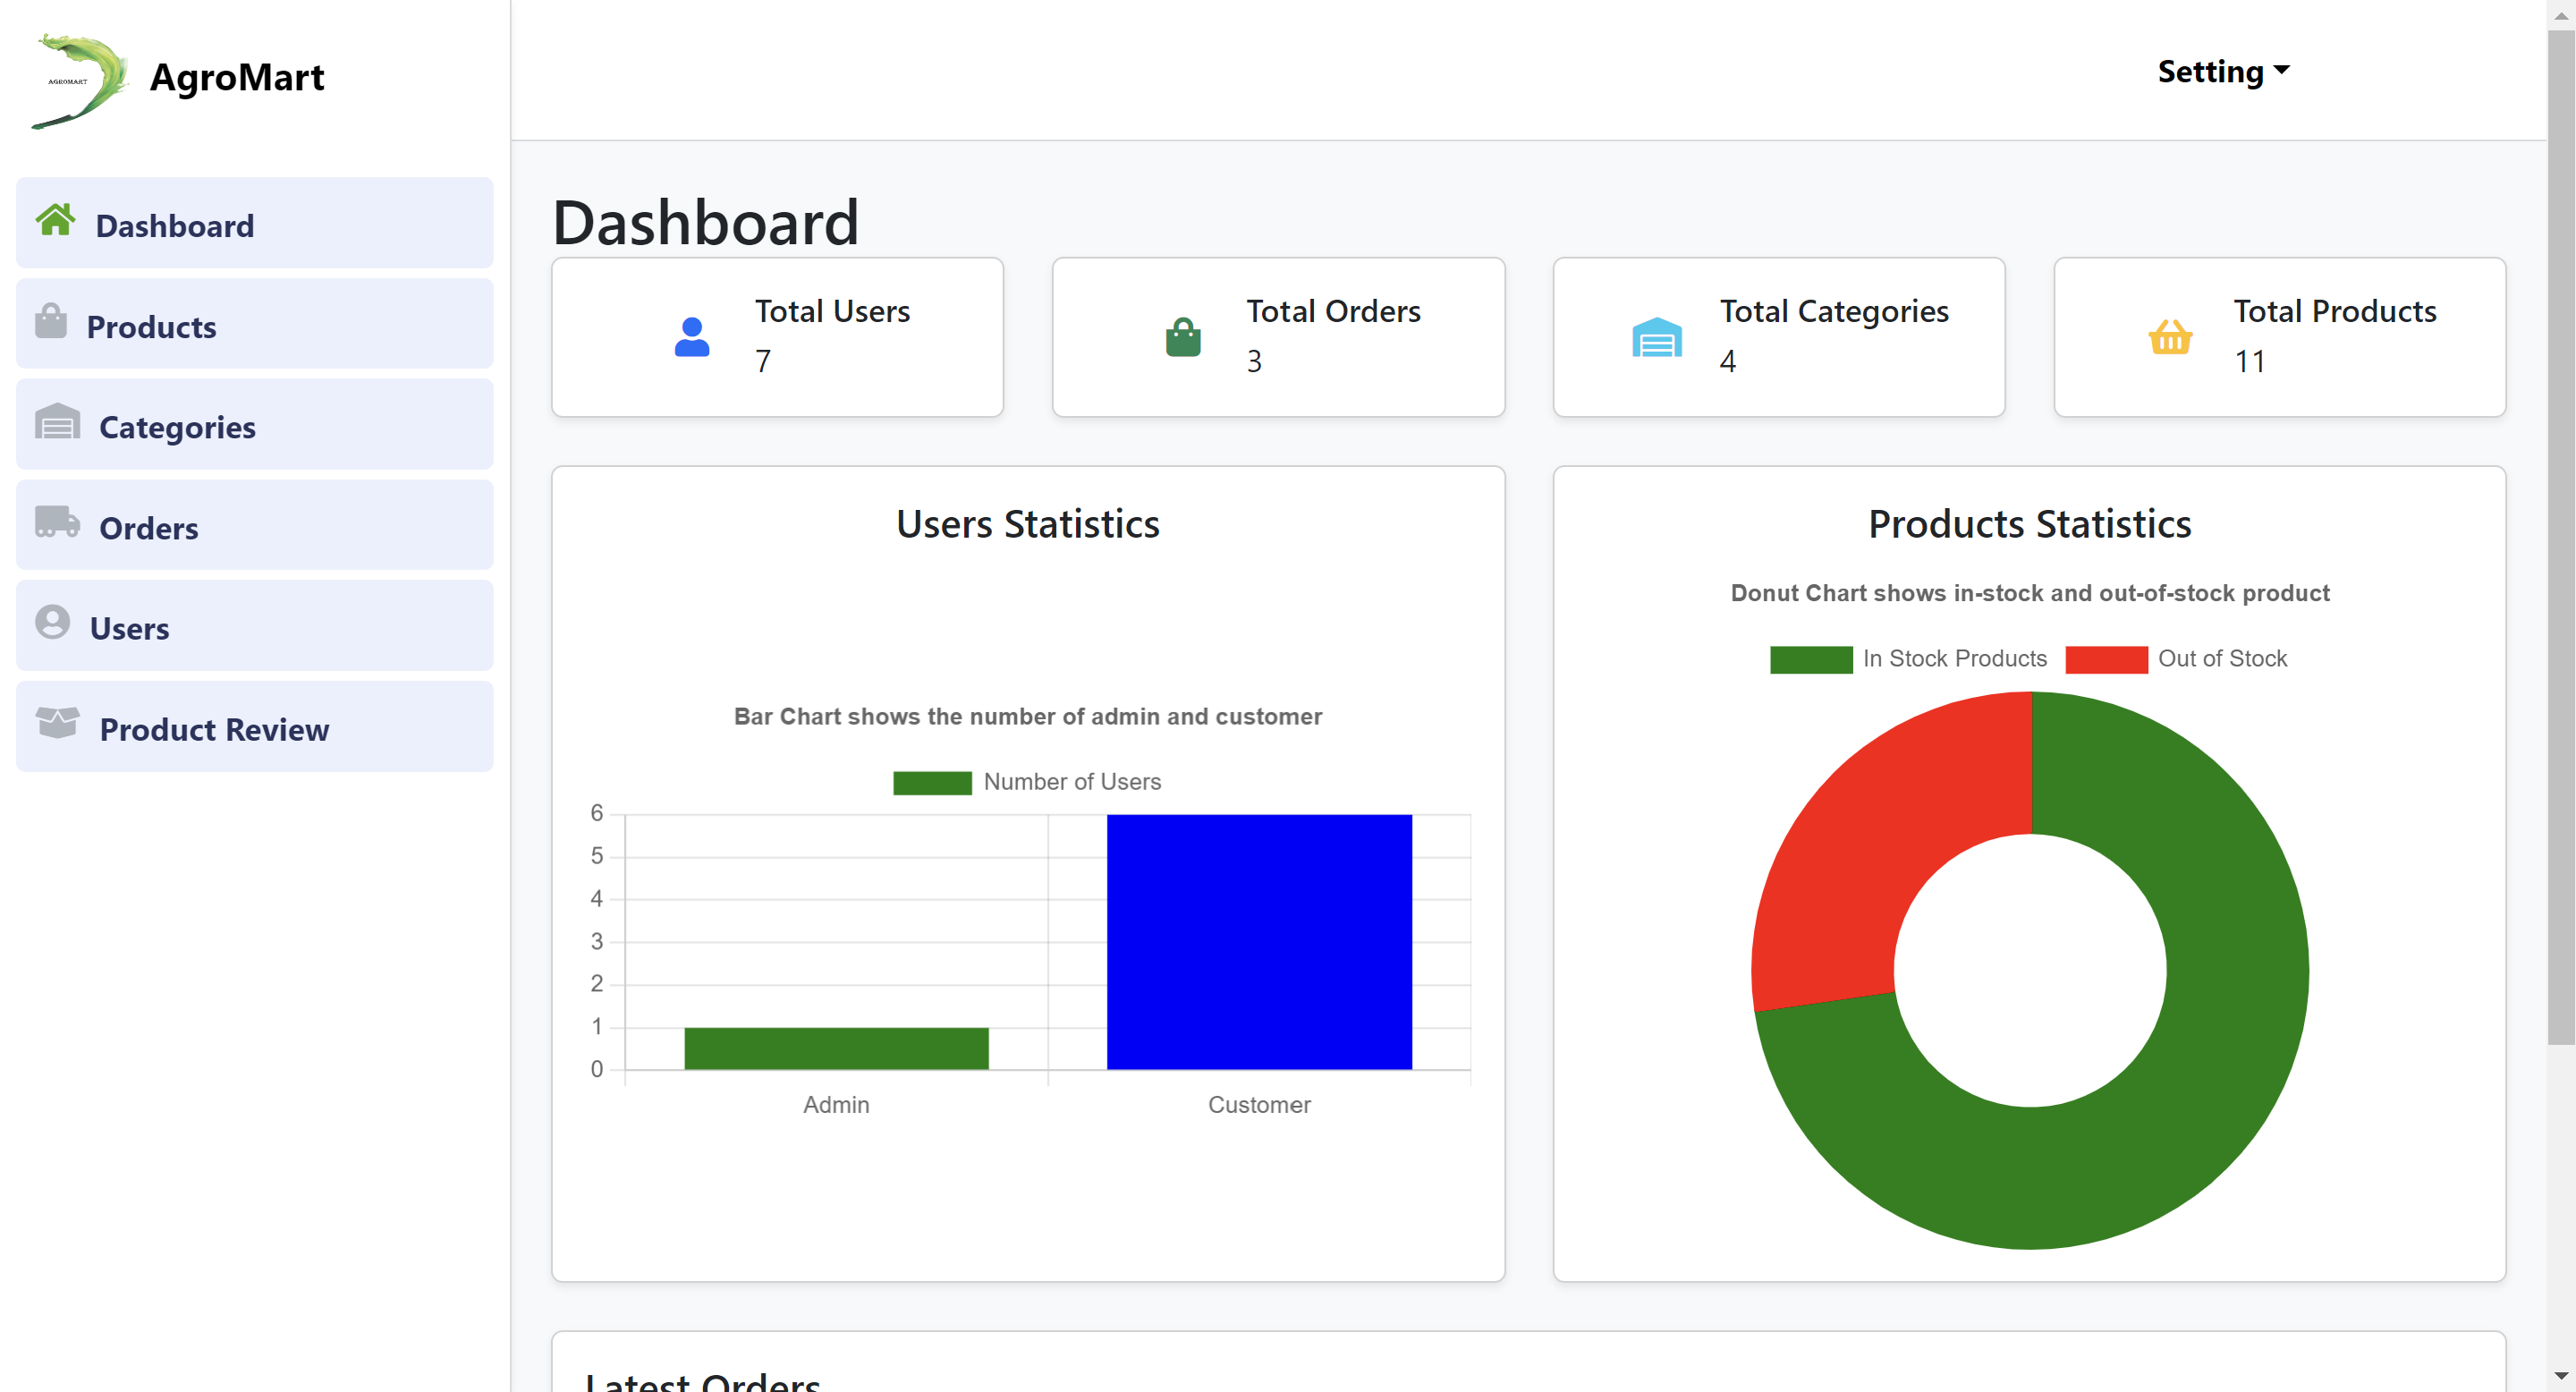 AGROMART
AgroMart
Setting
Dashboard
Products
Categories
Orders
Users
Product Review
Dashboard
Total Users
7
Total Orders
3
Total Categories
4
Total Products
11
Users Statistics
Bar Chart shows the number of admin and customer
Number of Users
6
5
4
3
2
1
0
Admin
Customer
Products Statistics
Donut Chart shows in-stock and out-of-stock product
In Stock Products
Out of Stock
Latest Orders